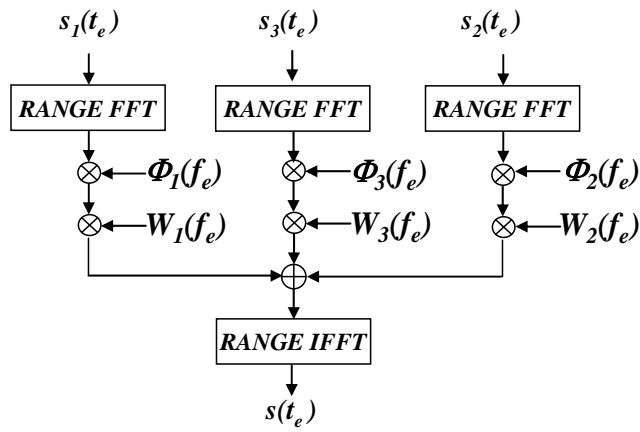 s₁(tₑ) s₃(tₑ) s₂(tₑ)
RANGE FFT RANGE FFT RANGE FFT
Φ₁(fₑ) Φ₃(fₑ) Φ₂(fₑ)
W₁(fₑ) W₃(fₑ) W₂(fₑ)
RANGE IFFT
s(tₑ)